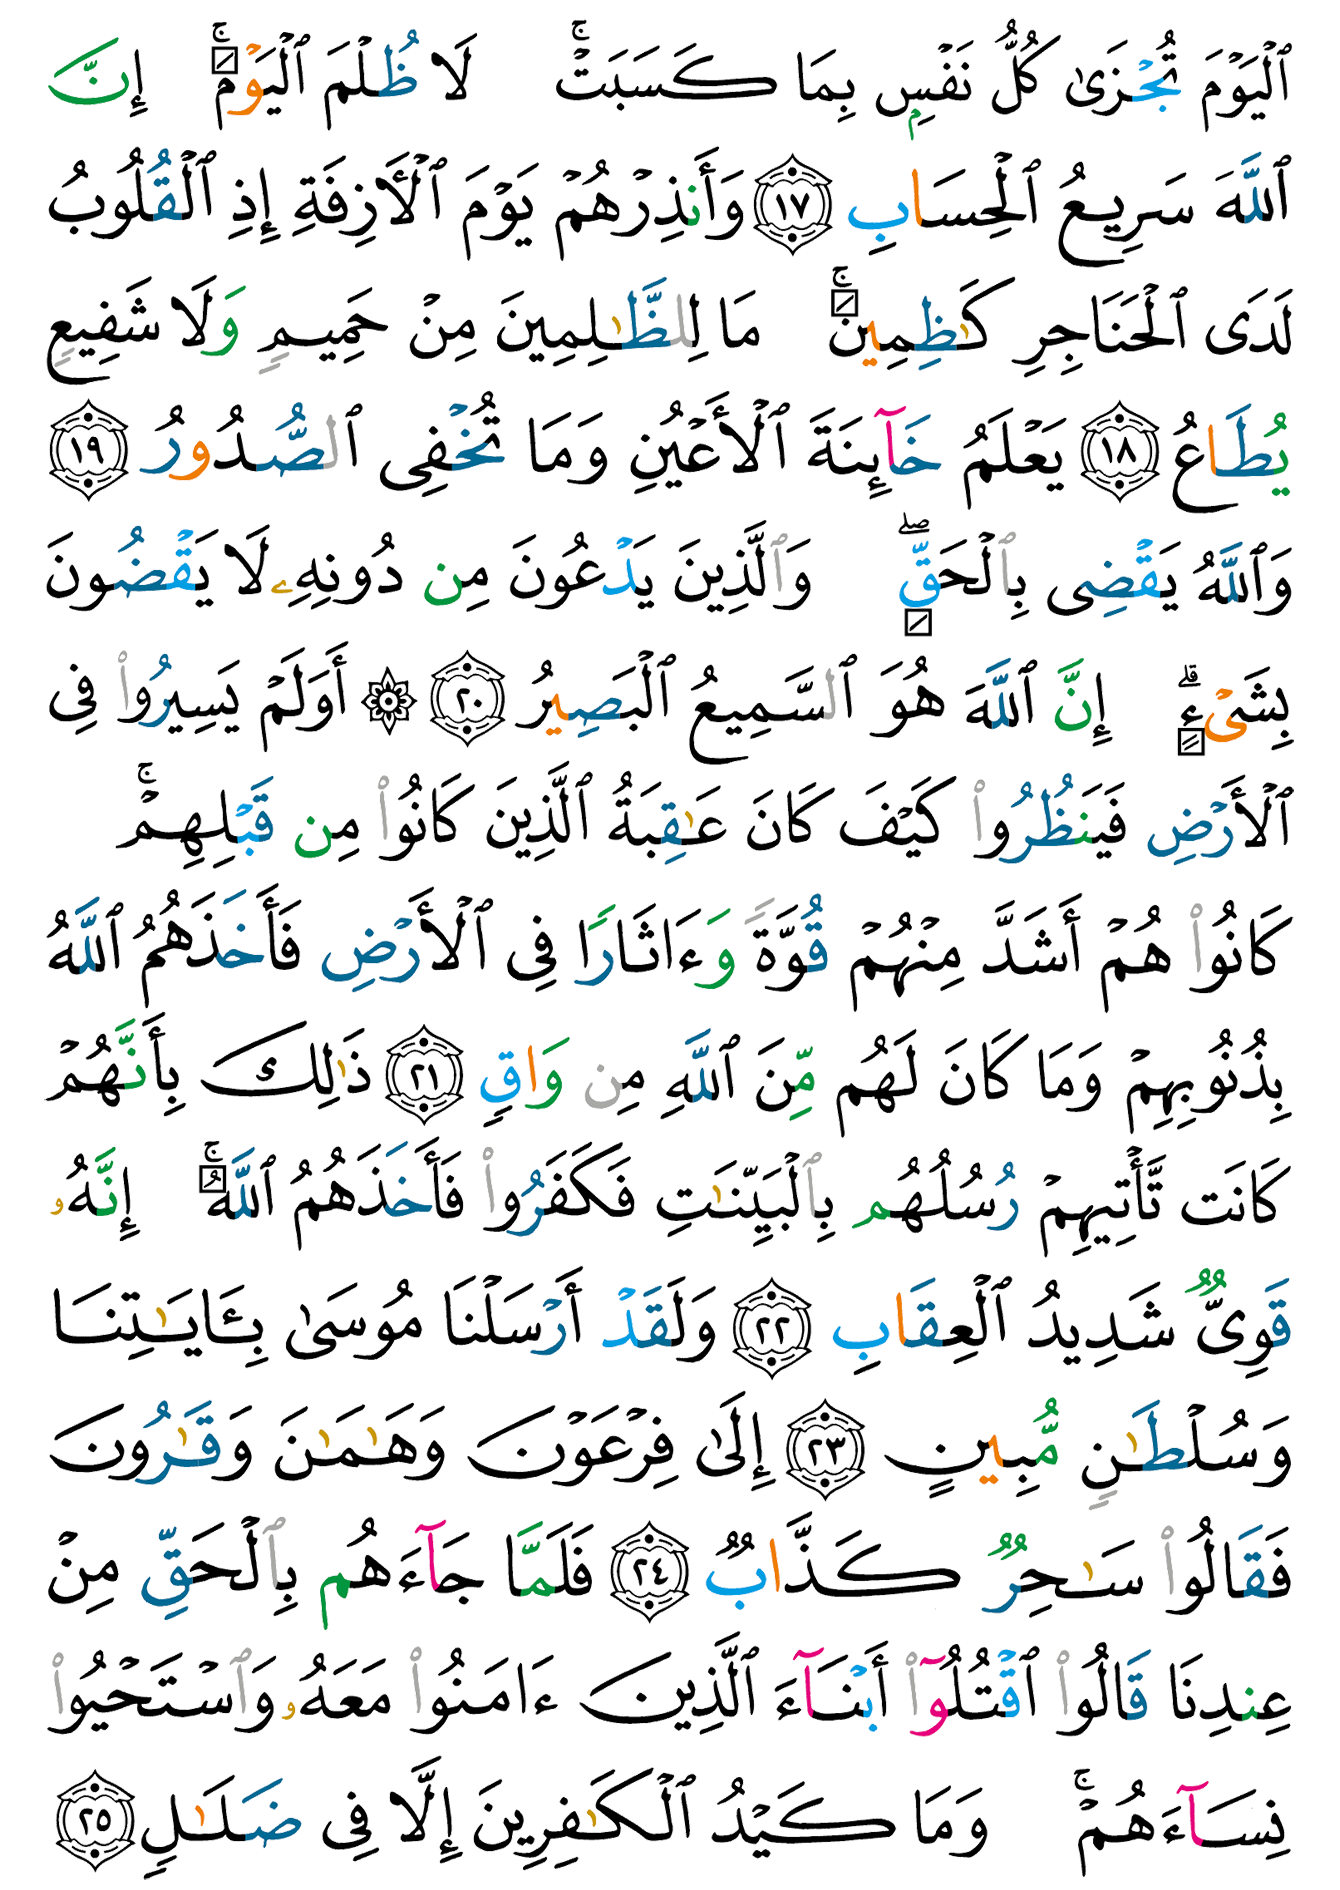 ٱلْيَوْمَ تُجْزَىٰ كُلُّ نَفْسٍۭ بِمَا كَسَبَتْ ۚ لَا ظُلْمَ ٱلْيَوْمَ ۚ إِنَّ
ٱللَّهَ سَرِيعُ ٱلْحِسَابِ ١٧ وَأَنذِرْهُمْ يَوْمَ ٱلْـَٔازِفَةِ إِذِ ٱلْقُلُوبُ
لَدَى ٱلْحَنَاجِرِ كَـٰظِمِينَ ۚ مَا لِلظَّـٰلِمِينَ مِنْ حَمِيمٍ وَلَا شَفِيعٍ
يُطَاعُ ١٨ يَعْلَمُ خَآئِنَةَ ٱلْأَعْيُنِ وَمَا تُخْفِى ٱلصُّدُورُ ١٩
وَٱللَّهُ يَقْضِى بِٱلْحَقِّ ۖ وَٱلَّذِينَ يَدْعُونَ مِن دُونِهِۦ لَا يَقْضُونَ
بِشَىْءٍ ۗ إِنَّ ٱللَّهَ هُوَ ٱلسَّمِيعُ ٱلْبَصِيرُ ٢٠ ۞ أَوَلَمْ يَسِيرُوا۟ فِى
ٱلْأَرْضِ فَيَنظُرُوا۟ كَيْفَ كَانَ عَـٰقِبَةُ ٱلَّذِينَ كَانُوا۟ مِن قَبْلِهِمْ ۚ
كَانُوا۟ هُمْ أَشَدَّ مِنْهُمْ قُوَّةً وَءَاثَارًا فِى ٱلْأَرْضِ فَأَخَذَهُمُ ٱللَّهُ
بِذُنُوبِهِمْ وَمَا كَانَ لَهُم مِّنَ ٱللَّهِ مِن وَاقٍ ٢١ ذَٰلِكَ بِأَنَّهُمْ
كَانَت تَّأْتِيهِمْ رُسُلُهُم بِٱلْبَيِّنَـٰتِ فَكَفَرُوا۟ فَأَخَذَهُمُ ٱللَّهُ ۚ إِنَّهُۥ
قَوِىٌّ شَدِيدُ ٱلْعِقَابِ ٢٢ وَلَقَدْ أَرْسَلْنَا مُوسَىٰ بِـَٔايَـٰتِنَا
وَسُلْطَـٰنٍ مُّبِينٍ ٢٣ إِلَىٰ فِرْعَوْنَ وَهَـٰمَـٰنَ وَقَـٰرُونَ
فَقَالُوا۟ سَـٰحِرٌ كَذَّابٌ ٢٤ فَلَمَّا جَآءَهُم بِٱلْحَقِّ مِنْ
عِندِنَا قَالُوا۟ ٱقْتُلُوٓا۟ أَبْنَآءَ ٱلَّذِينَ ءَامَنُوا۟ مَعَهُۥ وَٱسْتَحْيُوا۟
نِسَآءَهُمْ ۚ وَمَا كَيْدُ ٱلْكَـٰفِرِينَ إِلَّا فِى ضَلَـٰلٍ ٢٥